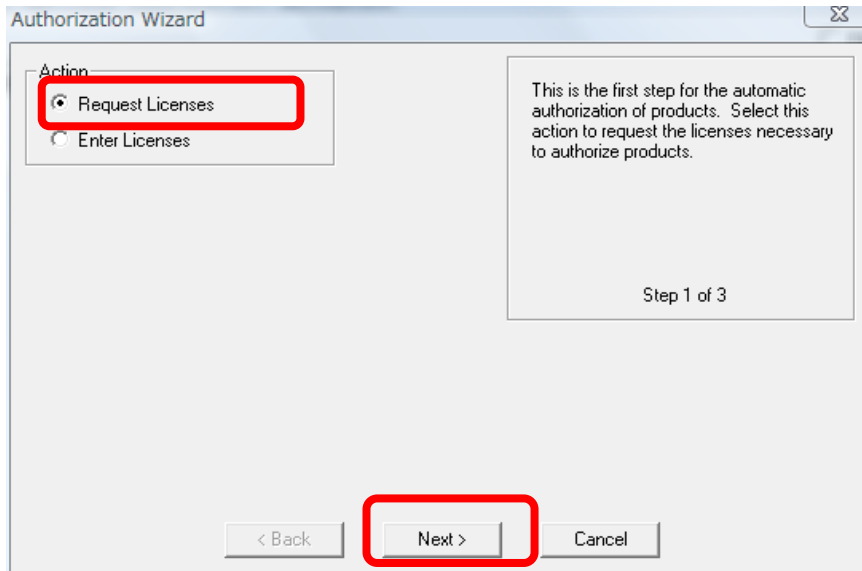 Authorization Wizard
Action
Request Licenses
Enter Licenses
This is the first step for the automatic
authorization of products. Select this
action to request the licenses necessary
to authorize products.
Step 1 of 3
< Back
Next >
Cancel